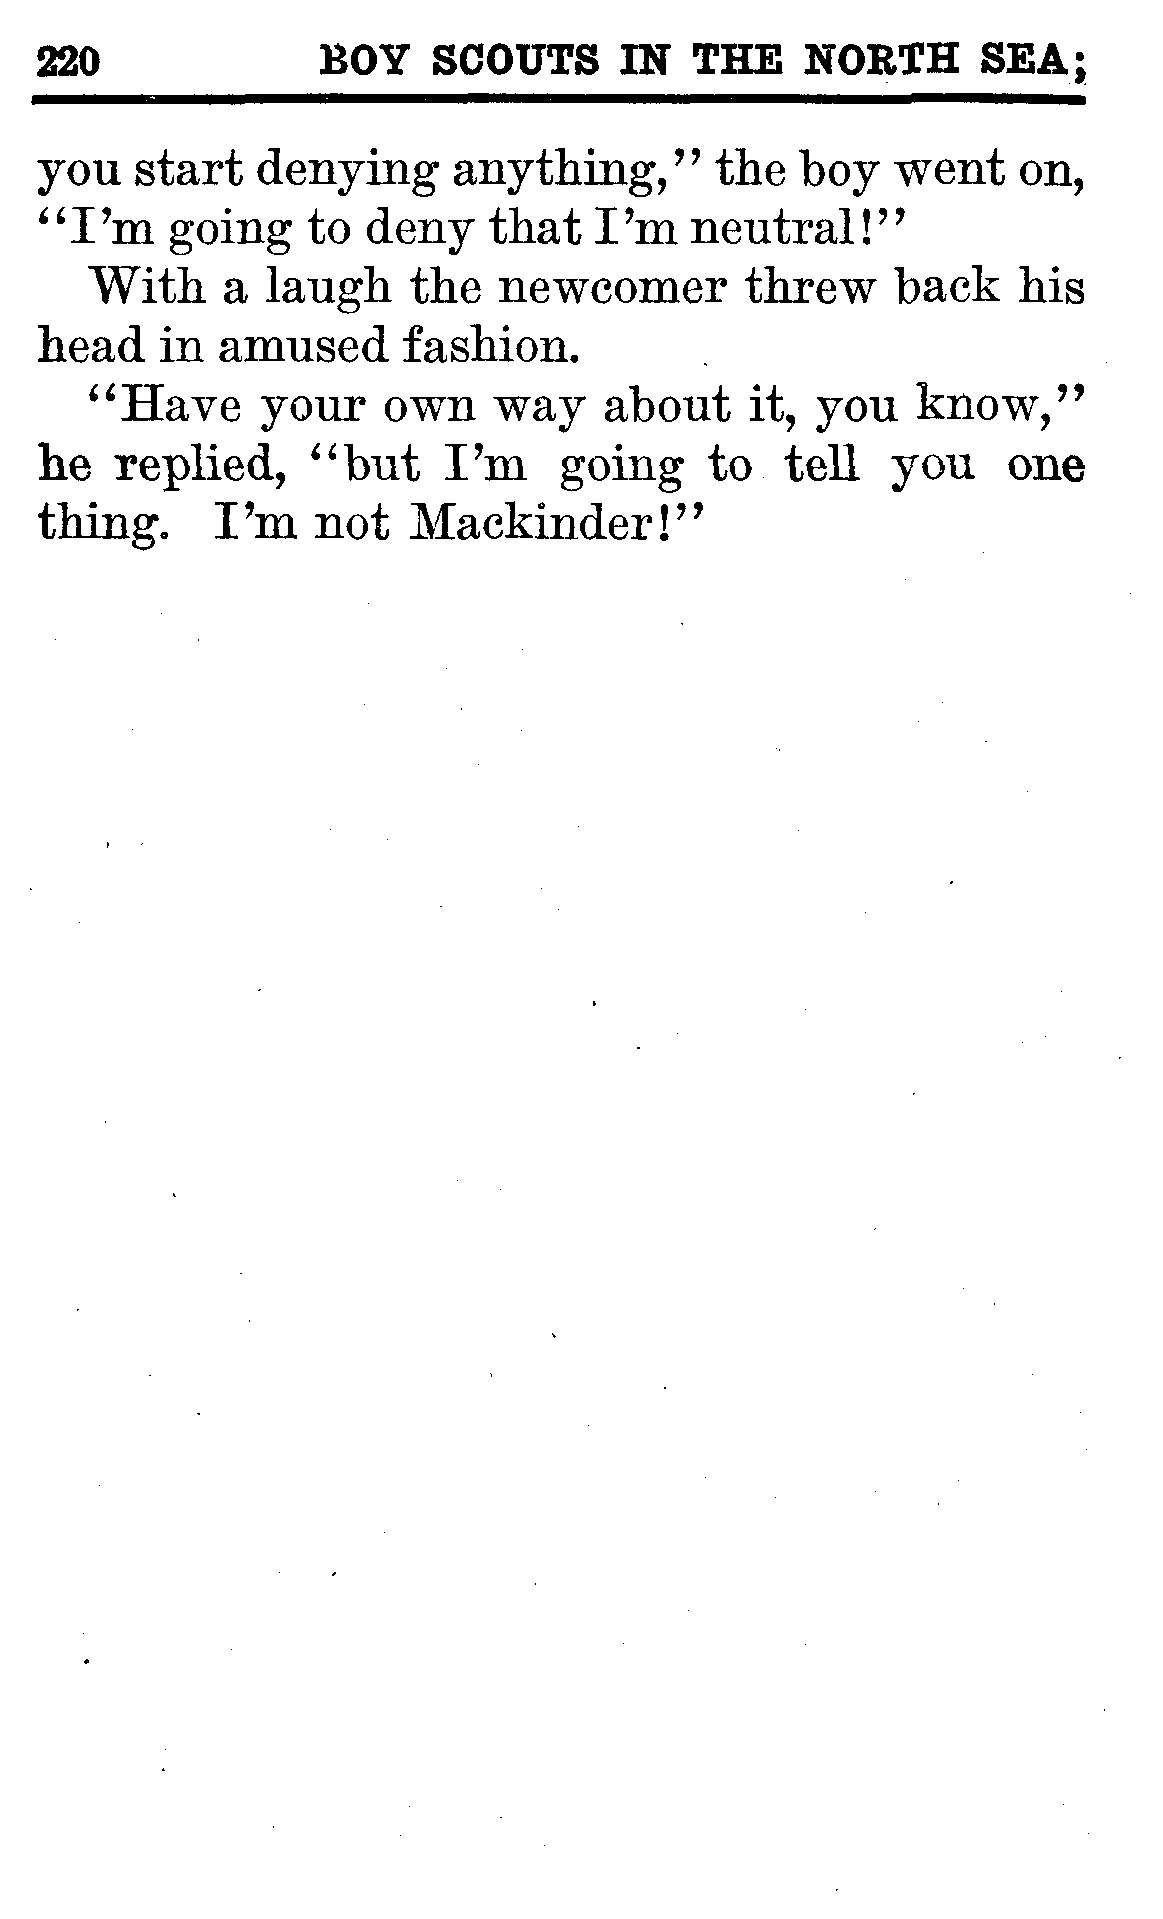 220 BOY SCOUTS IN THE NORTH SEA;
you start denying anything," the boy went on,
"I'm going to deny that I'm neutral!"
With a laugh the newcomer threw back his
head in amused fashion.
"Have your own way about it, you know,"
he replied, "but I'm going to tell you one
thing. I'm not Mackinder!"